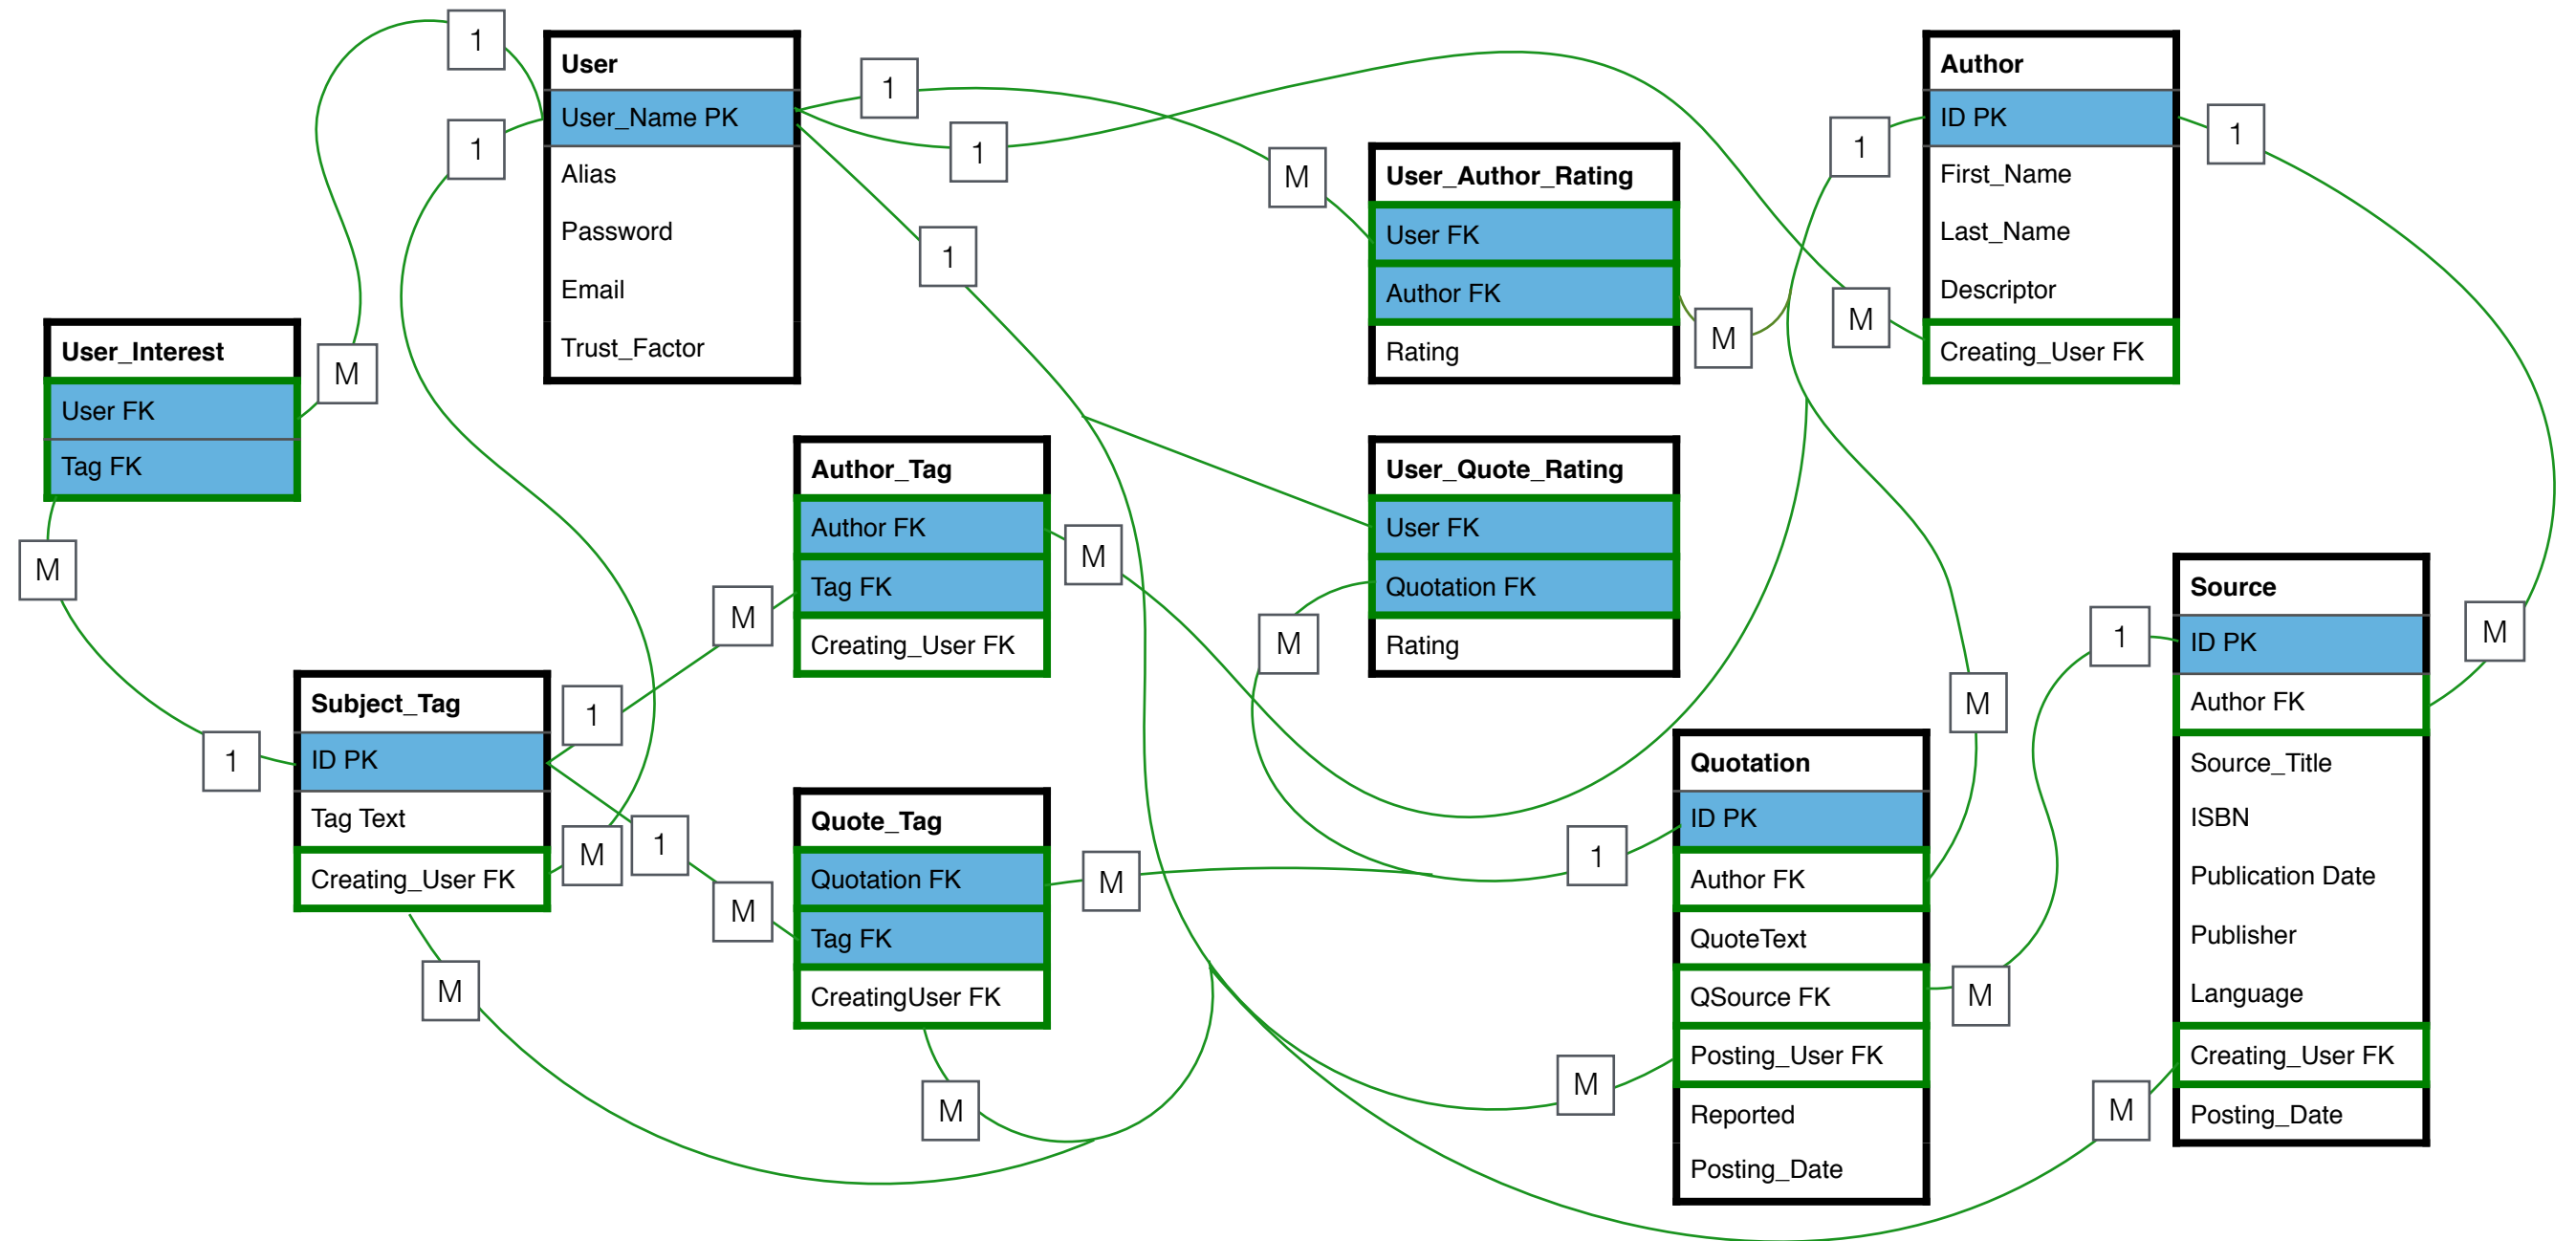 User
User_Name PK
Alias
Password
Email
Trust_Factor
1
1
1
1
1
M
User_Author_Rating
User FK
Author FK
Rating
M
Author
ID PK
First_Name
Last_Name
Descriptor
Creating_User FK
1
1
M
User_Interest
User FK
Tag FK
M
M
1
Author_Tag
Author FK
Tag FK
Creating_User FK
M
M
User_Quote_Rating
User FK
Quotation FK
Rating
M
Subject_Tag
ID PK
Tag Text
Creating_User FK
1
1
M
M
M
Quote_Tag
Quotation FK
Tag FK
CreatingUser FK
M
M
Quotation
ID PK
Author FK
QuoteText
QSource FK
Posting_User FK
Reported
Posting_Date
1
M
M
M
Source
ID PK
Author FK
Source_Title
ISBN
Publication Date
Publisher
Language
Creating_User FK
Posting_Date
1
M
M